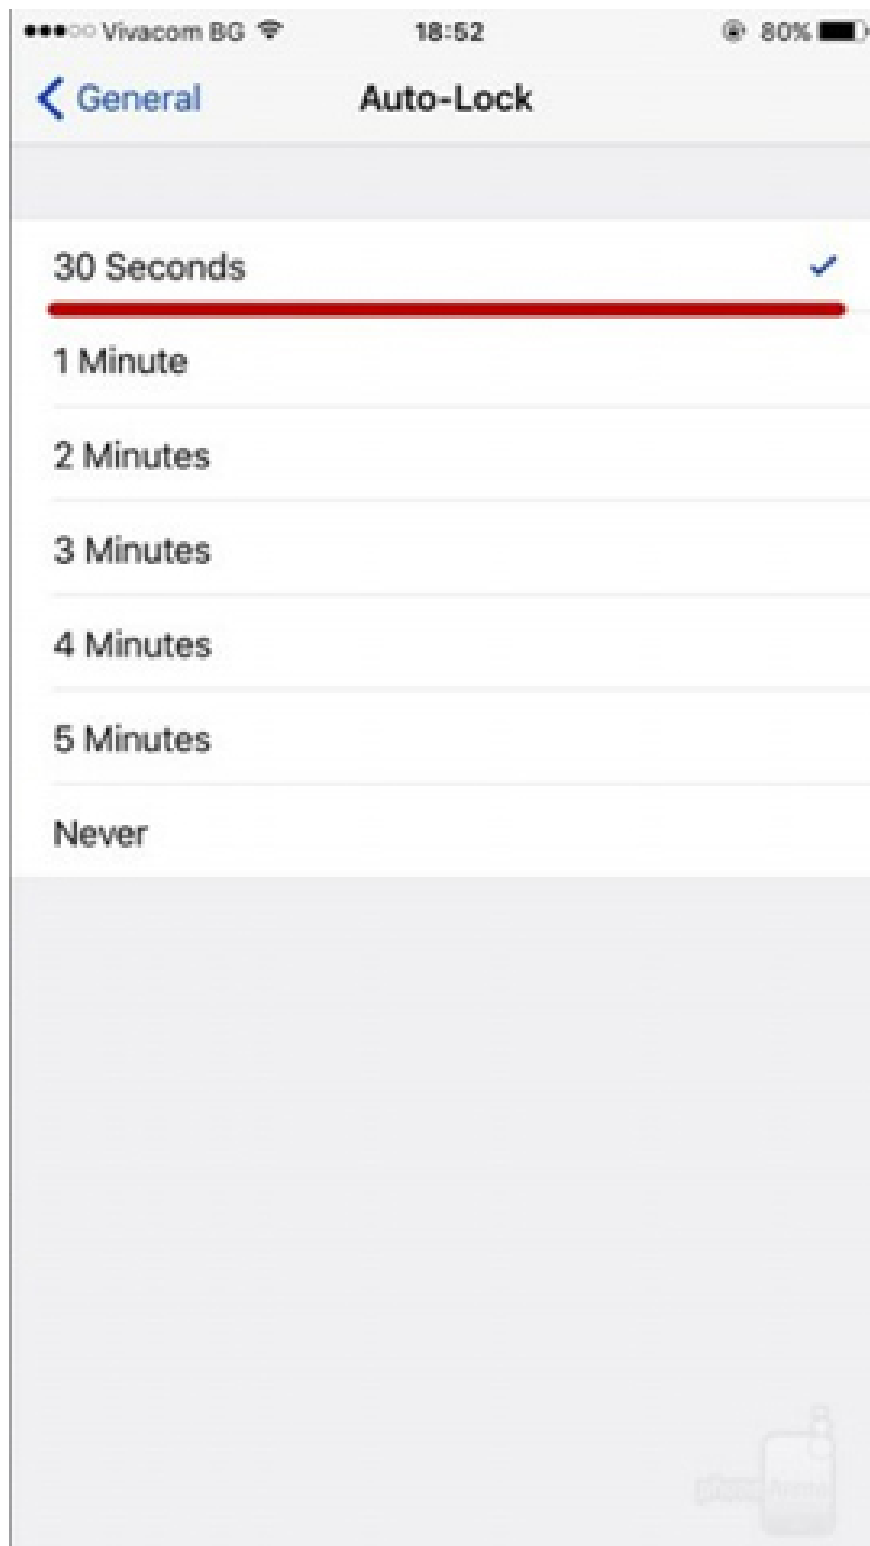 Vivacom BG 18:52 80%
General Auto-Lock
30 Seconds
1 Minute
2 Minutes
3 Minutes
4 Minutes
5 Minutes
Never
phoneArena